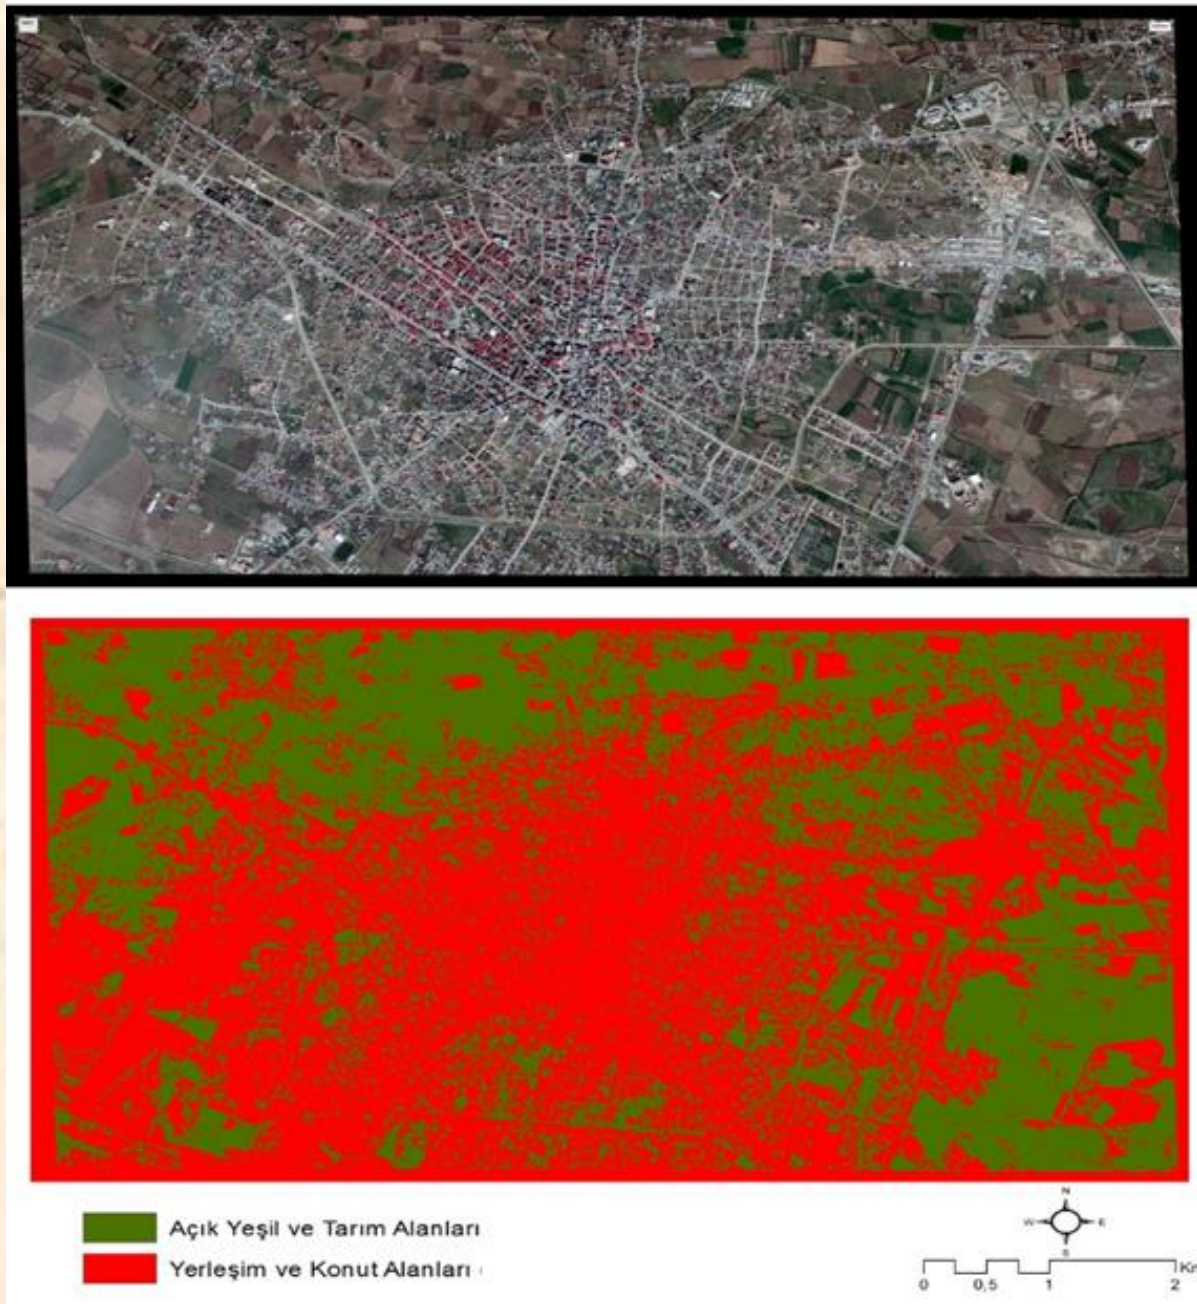 Açık Yeşil ve Tarım Alanları
Yerleşim ve Konut Alanları
N
W E
S
0 0,5 1 2